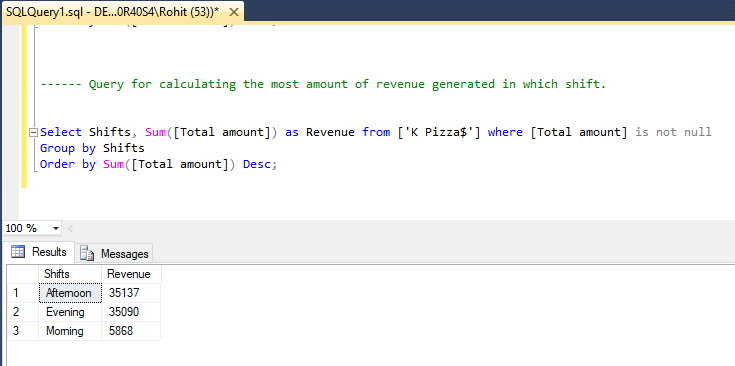 SQLQuery1.sql - DE...0R40S4\Rohit (53))*
------ Query for calculating the most amount of revenue generated in which shift.
Select Shifts, Sum([Total amount]) as Revenue from ['K Pizza$'] where [Total amount] is not null
Group by Shifts
Order by Sum([Total amount]) Desc;
100 %
Results Messages
Shifts Revenue
1 Afternoon 35137
2 Evening 35090
3 Morning 5868